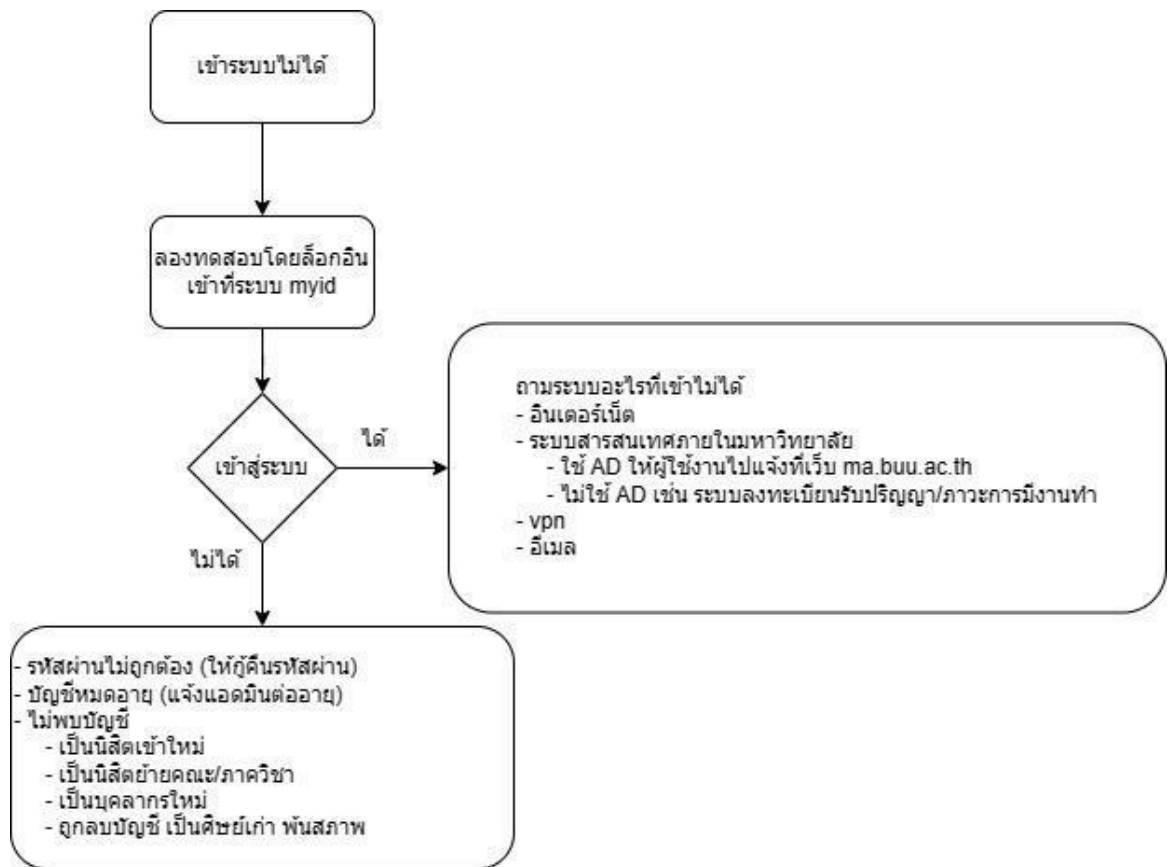 เข้าระบบไม่ได้
ลองทดสอบโดยล็อกอิน
เข้าที่ระบบ myid
เข้าสู่ระบบ
ได้
ถามระบบอะไรที่เข้าไม่ได้
- อินเตอร์เน็ต
- ระบบสารสนเทศภายในมหาวิทยาลัย
- ใช้ AD ให้ผู้ใช้งานไปแจ้งที่เว็บ ma.buu.ac.th
- ไม่ใช้ AD เช่น ระบบลงทะเบียนรับปริญญา/ภาวะการมีงานทำ
- vpn
- อีเมล
ไม่ได้
- รหัสผ่านไม่ถูกต้อง (ให้กู้คืนรหัสผ่าน)
- บัญชีหมดอายุ (แจ้งแอดมินต่ออายุ)
- ไม่พบบัญชี
- เป็นนิสิตเข้าใหม่
- เป็นนิสิตย้ายคณะ/ภาควิชา
- เป็นบุคลากรใหม่
- ถูกลบบัญชี เป็นศิษย์เก่า พ้นสภาพ